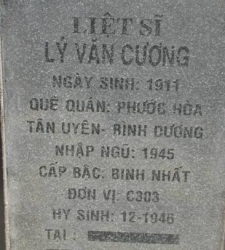 LIỆT SĨ
LÝ VĂN CƯƠNG
NGÀY SINH: 1911
QUÊ QUÁN: PHƯỚC HÒA
TÂN UYÊN- BÌNH DƯƠNG
NHẬP NGŨ: 1945
CẤP BẬC: BINH NHẤT
ĐƠN VỊ: C303
HY SINH: 12-1946
TẠI :